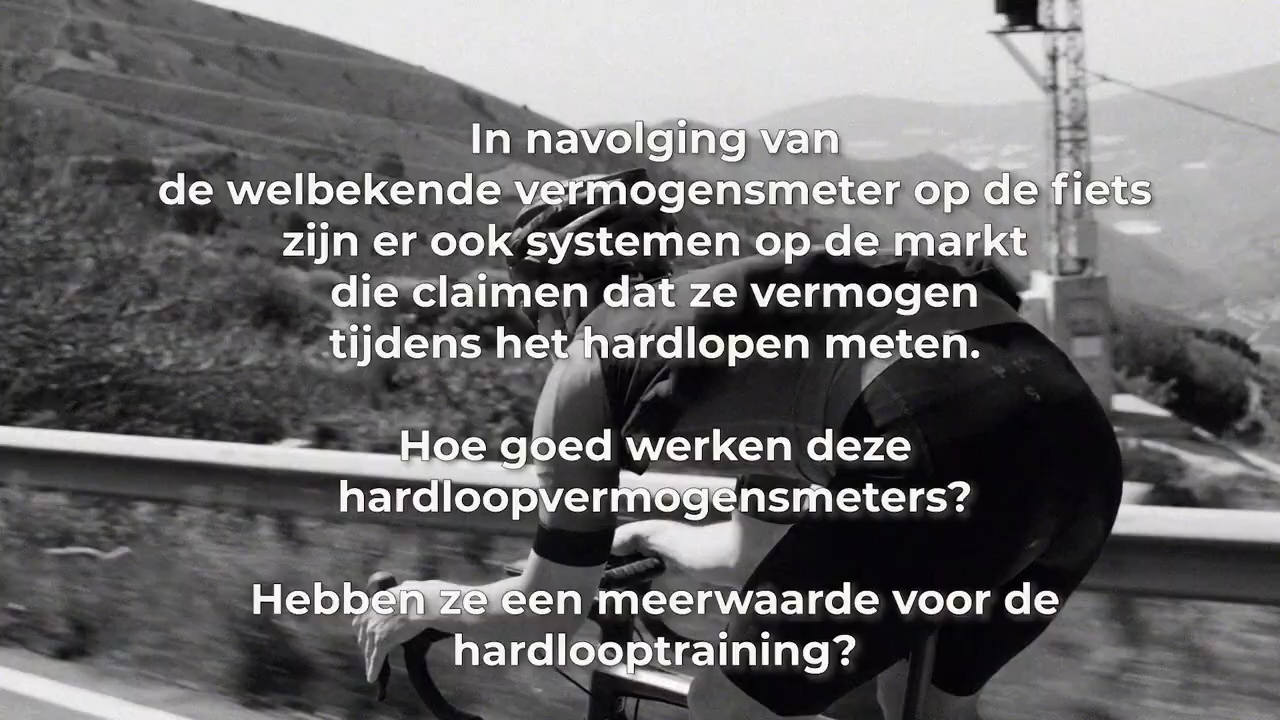 In navolging van
de welbekende vermogensmeter op de fiets
zijn er ook systemen op de markt
die claimen dat ze vermogen
tijdens het hardlopen meten.
Hoe goed werken deze
hardloopvermogensmeters?
Hebben ze een meerwaarde voor de
hardlooptraining?